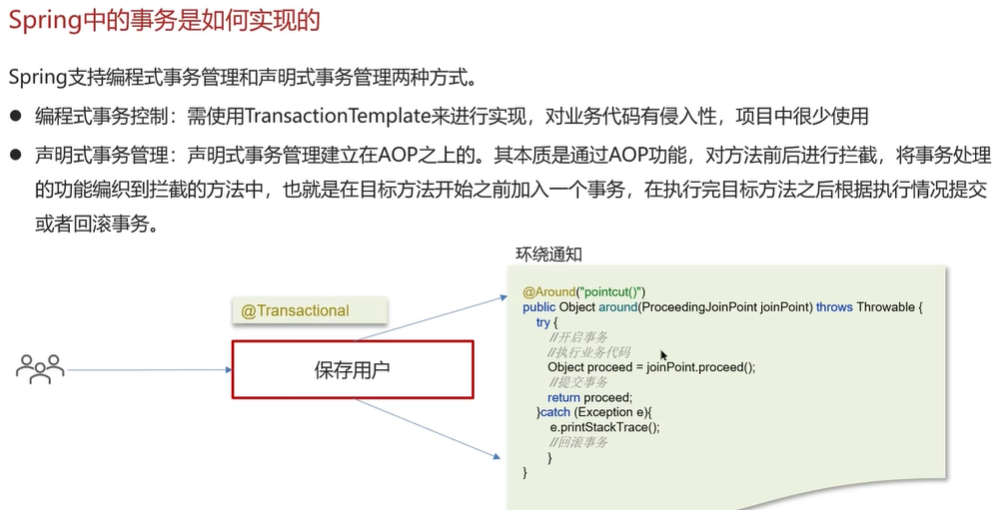 Spring中的事务是如何实现的
Spring支持编程式事务管理和声明式事务管理两种方式。
● 编程式事务控制：需使用TransactionTemplate来进行实现，对业务代码有侵入性，项目中很少使用
● 声明式事务管理：声明式事务管理建立在AOP之上的。其本质是通过AOP功能，对方法前后进行拦截，将事务处理
的功能编织到拦截的方法中，也就是在目标方法开始之前加入一个事务，在执行完目标方法之后根据执行情况提交
或者回滚事务。
@Transactional
保存用户
环绕通知
@Around("pointcut()")
public Object around(ProceedingJoinPoint joinPoint) throws Throwable {
try {
//开启事务
//执行业务代码
Object proceed = joinPoint.proceed();
//提交事务
return proceed;
}catch (Exception e){
e.printStackTrace();
//回滚事务
}
}